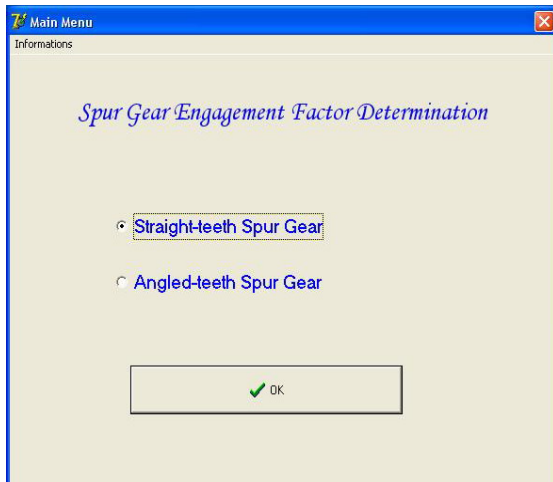 Main Menu
Informations
Spur Gear Engagement Factor Determination
Straight-teeth Spur Gear
Angled-teeth Spur Gear
OK